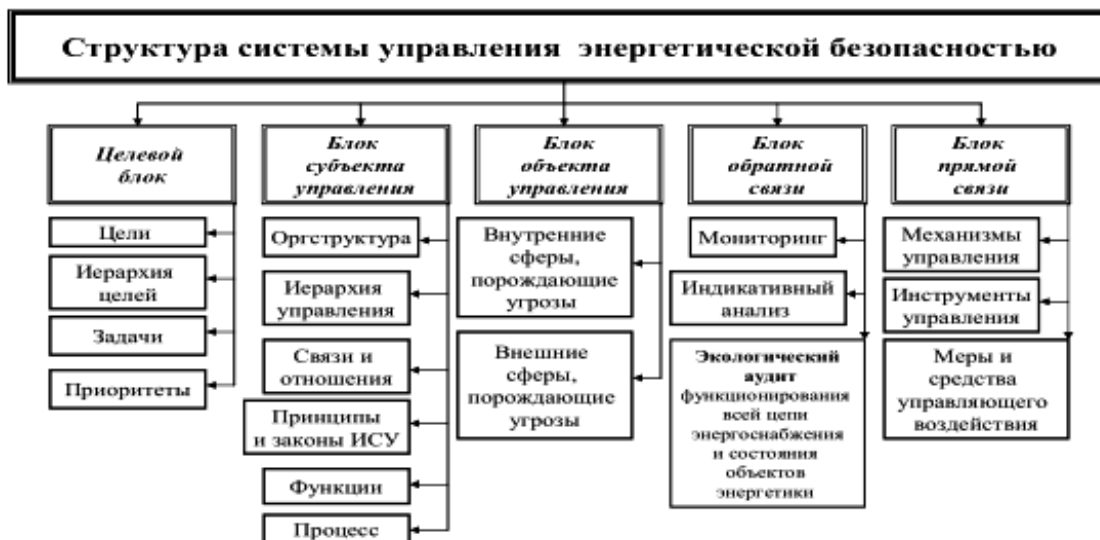 Структура системы управления энергетической безопасностью
Целевой
блок
Цели
Иерархия
целей
Задачи
Приоритеты
Блок
субъекта
управления
Оргструктура
Иерархия
управления
Связи и
отношения
Принципы
и законы ИСУ
Функции
Процесс
Блок
объекта
управления
Внутренние
сферы,
порождающие
угрозы
Внешние
сферы,
порождающие
угрозы
Блок
обратной
связи
Мониторинг
Индикативный
анализ
Экологический
аудит
функционирования
всей цепи
энергоснабжения
и состояния
объектов
энергетики
Блок
прямой
связи
Механизмы
управления
Инструменты
управления
Меры и
средства
управляющего
воздействия